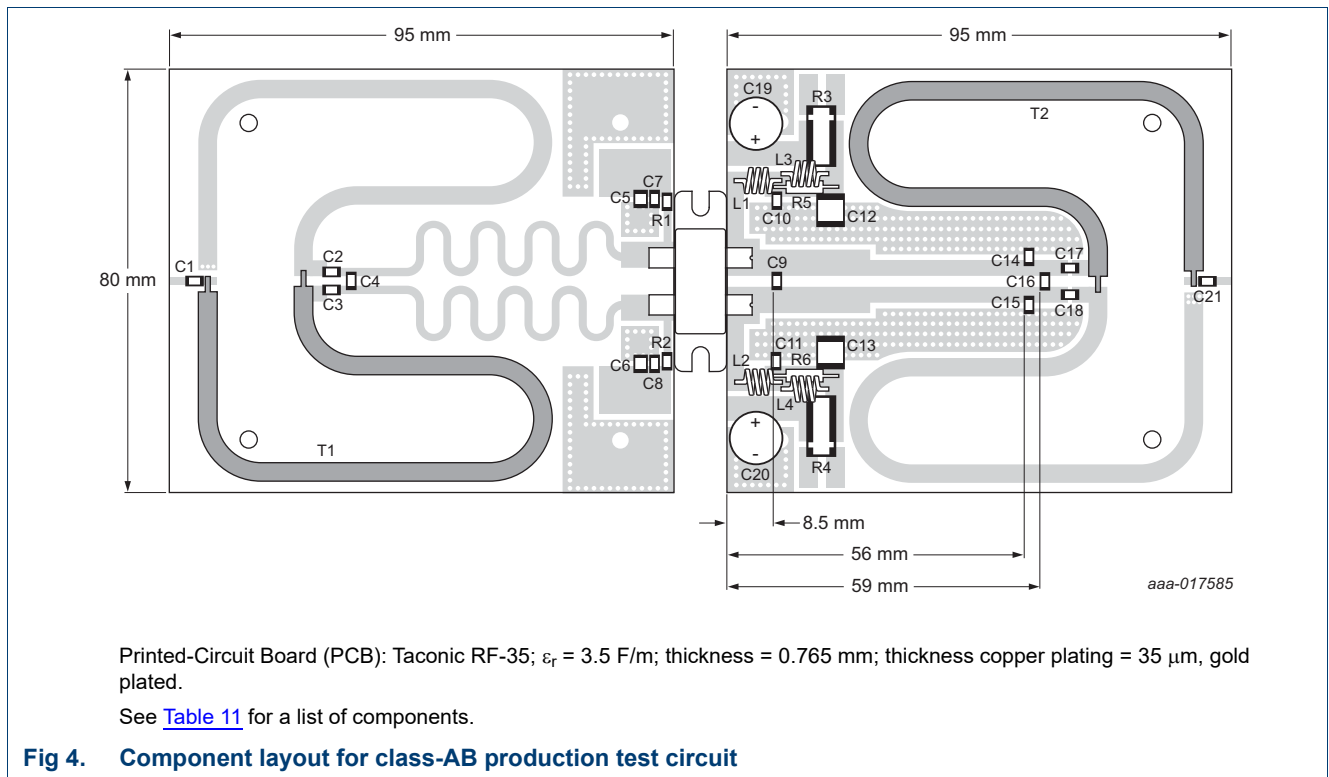 95 mm
95 mm
80 mm
C19
-
+
R3
T2
L3
C5
C7
R1
L1
C10
R5
C12
C1
C2
C4
C3
C9
C14
C17
C16
C15
C18
C21
R2
C6
C8
L2
C11
R6
C13
L4
T1
+
-
C20
R4
8.5 mm
56 mm
59 mm
aaa-017585
Printed-Circuit Board (PCB): Taconic RF-35; εr = 3.5 F/m; thickness = 0.765 mm; thickness copper plating = 35 μm, gold
plated.
See Table 11 for a list of components.
Fig 4. Component layout for class-AB production test circuit